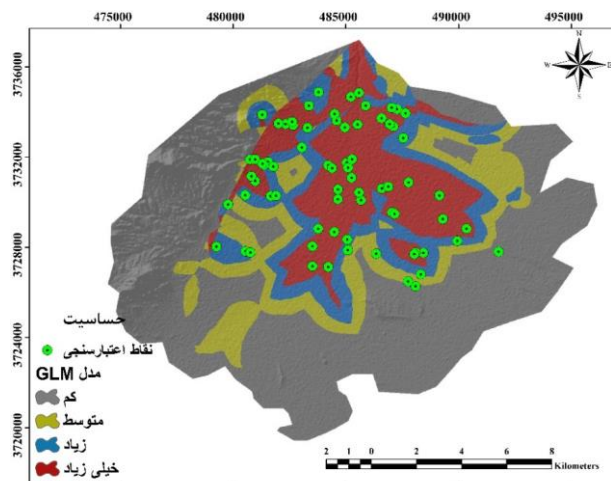 475000 480000 485000 490000 495000
3736000
3732000
3728000
3724000
3720000
N
W E
S
حساسیت
نقاط اعتبارسنجی
مدل GLM
کم
متوسط
زیاد
خیلی زیاد
2 1 0 2 4 6 8
Kilometers